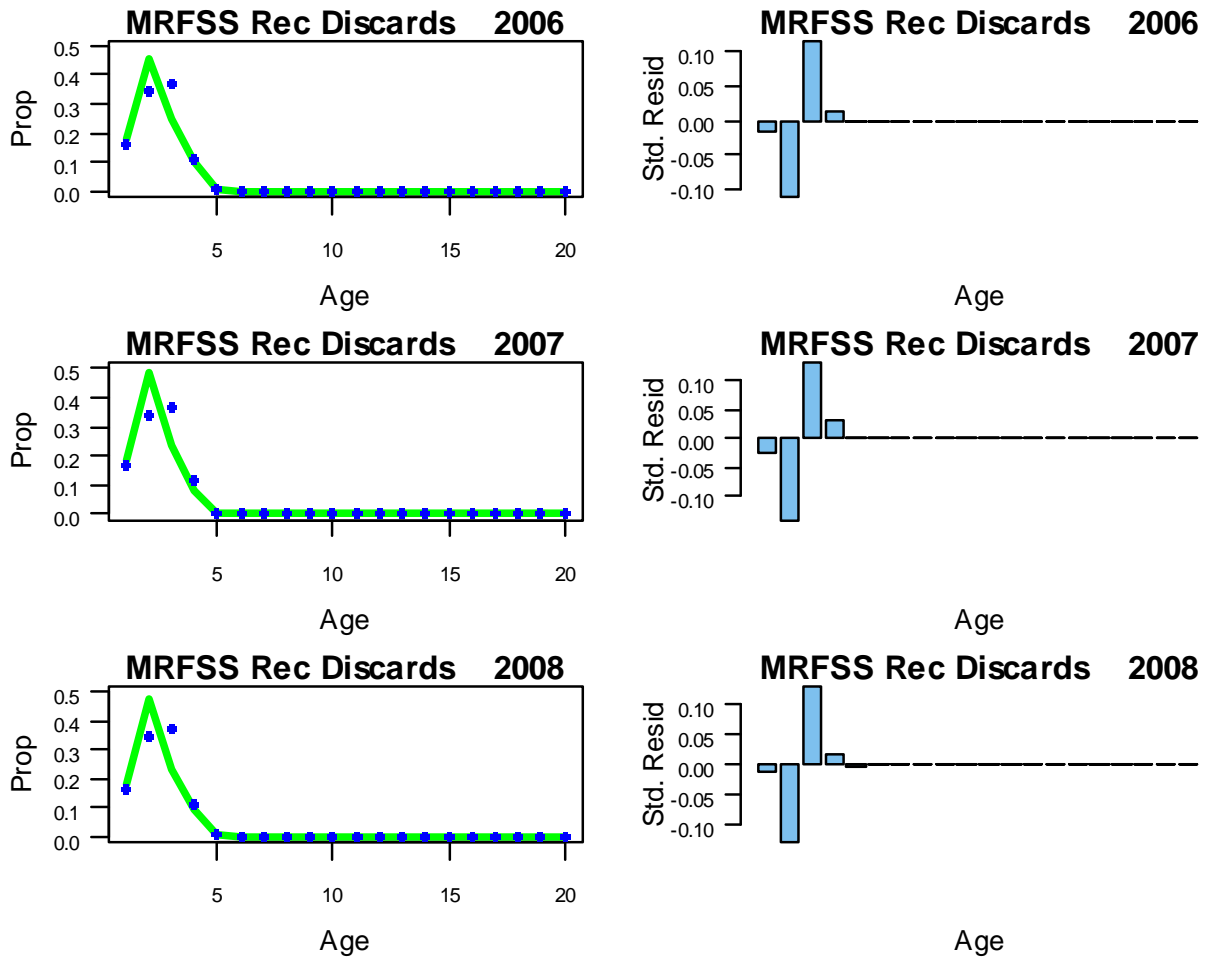 MRFSS Rec Discards 2006
0.5
0.4
0.3
0.2
0.1
0.0
Prop
5 10 15 20
Age
MRFSS Rec Discards 2006
0.10
0.05
0.00
-0.05
-0.10
Std. Resid
Age
MRFSS Rec Discards 2007
0.5
0.4
0.3
0.2
0.1
0.0
Prop
5 10 15 20
Age
MRFSS Rec Discards 2007
0.10
0.05
0.00
-0.05
-0.10
Std. Resid
Age
MRFSS Rec Discards 2008
0.5
0.4
0.3
0.2
0.1
0.0
Prop
5 10 15 20
Age
MRFSS Rec Discards 2008
0.10
0.05
0.00
-0.05
-0.10
Std. Resid
Age